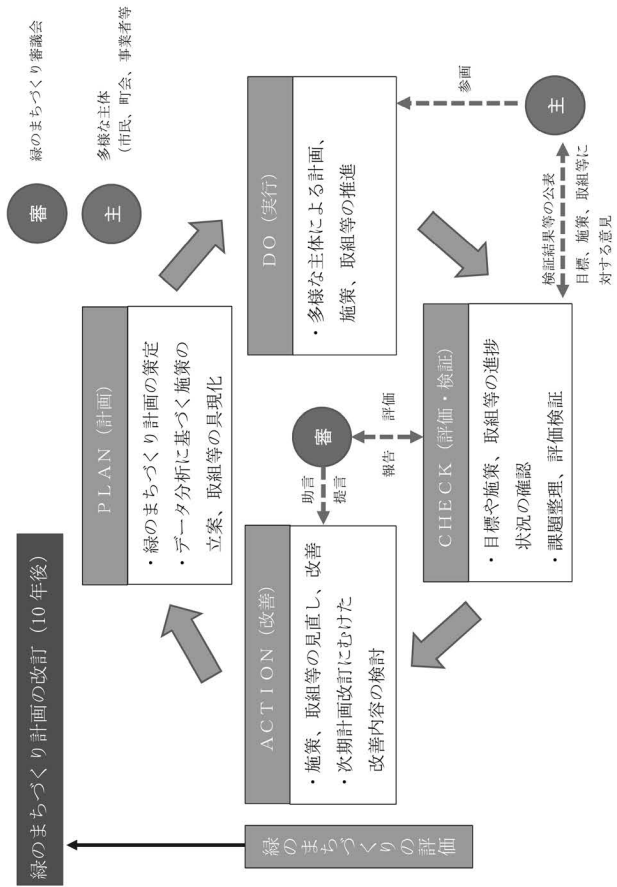 緑のまちづくり計画の改訂（10年後）
審
緑のまちづくり審議会
主
多様な主体
（市民、町会、事業者等）
PLAN（計画）
・緑のまちづくり計画の策定
・データ分析に基づく施策の
立案、取組等の具現化
DO（実行）
・多様な主体による計画、
施策、取組等の推進
参画
主
検証結果等の公表
目標、施策、取組等に
対する意見
CHECK（評価・検証）
・目標や施策、取組等の進捗
状況の確認
・課題整理、評価検証
報告
評価
審
助言
提言
ACTION（改善）
・施策、取組等の見直し、改善
・次期計画改訂にむけた
改善内容の検討
緑のまちづくりの評価